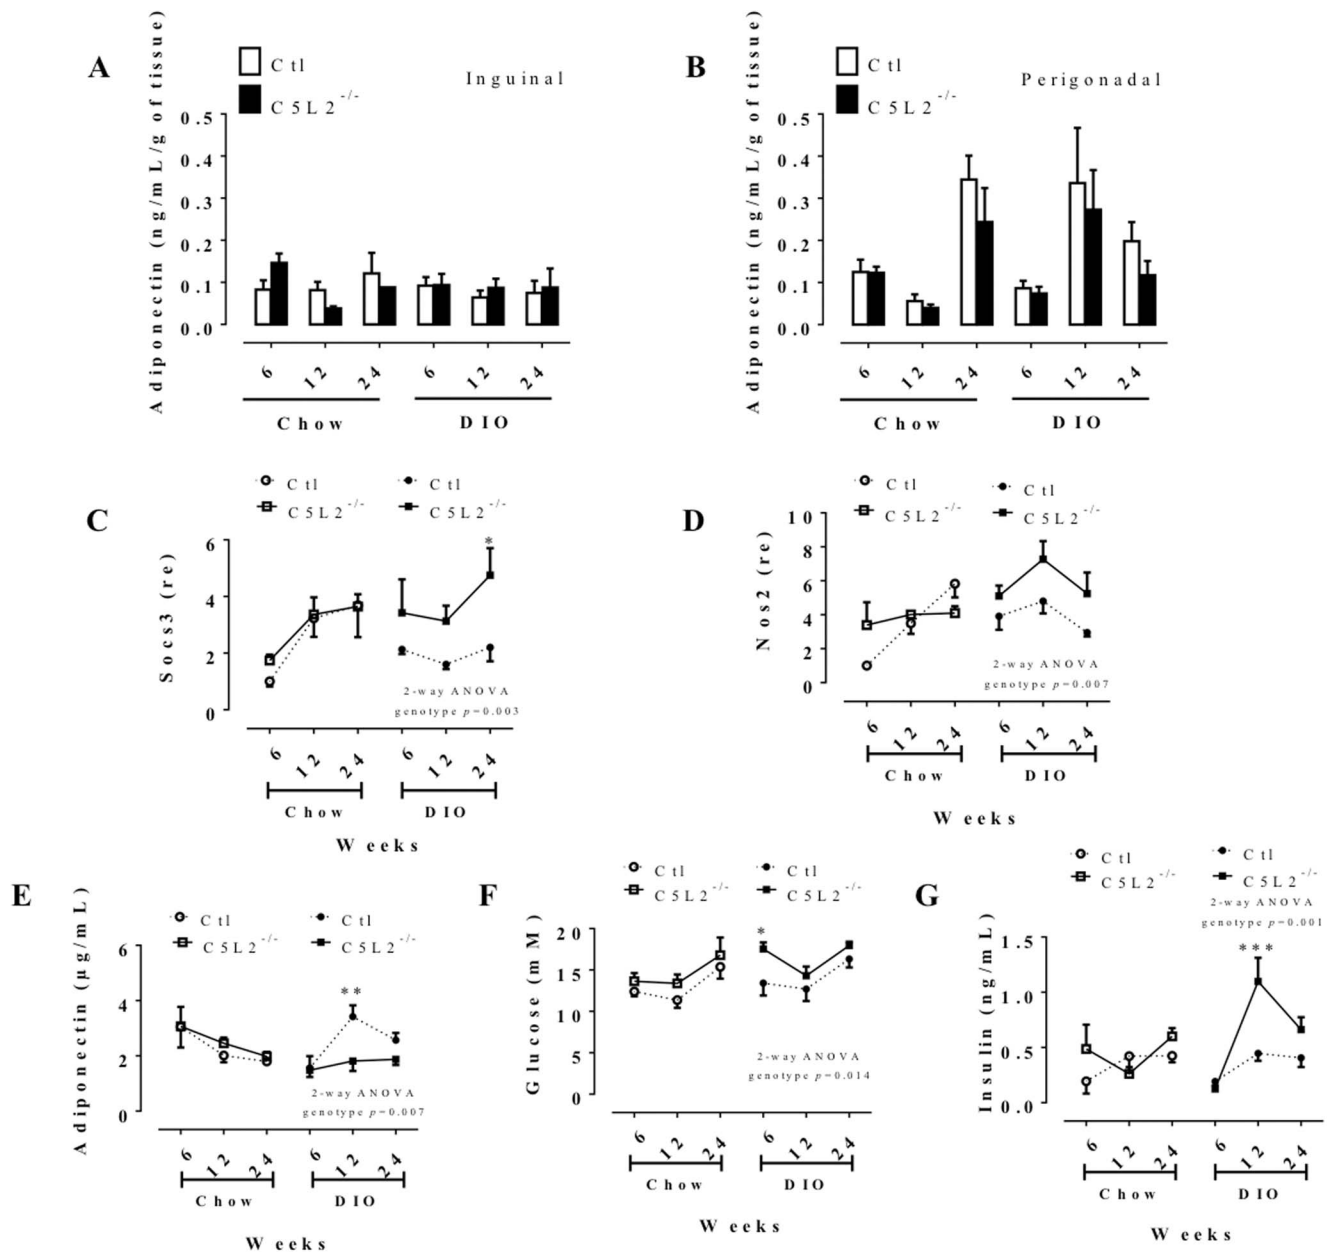 A
Ctl
C5L2-/-
Inguinal
Adiponectin (ng/mL/g of tissue)
0.5
0.4
0.3
0.2
0.1
0.0
6 12 24 6 12 24
Chow DIO
B
Ctl
C5L2-/-
Perigonadal
Adiponectin (ng/mL/g of tissue)
0.5
0.4
0.3
0.2
0.1
0.0
6 12 24 6 12 24
Chow DIO
C
Ctl Ctl
C5L2-/- C5L2-/-
Socs3 (re)
6
4
2
0
*
2-way ANOVA
genotype p=0.003
6 12 24 6 12 24
Chow DIO
Weeks
D
Ctl Ctl
C5L2-/- C5L2-/-
Nos2 (re)
10
8
6
4
2
0
2-way ANOVA
genotype p=0.007
6 12 24 6 12 24
Chow DIO
Weeks
E
Ctl Ctl
C5L2-/- C5L2-/-
Adiponectin (µg/mL)
6
4
2
0
**
2-way ANOVA
genotype p=0.007
6 12 24 6 12 24
Chow DIO
Weeks
F
Ctl Ctl
C5L2-/- C5L2-/-
Glucose (mM)
20
15
10
5
0
*
2-way ANOVA
genotype p=0.014
6 12 24 6 12 24
Chow DIO
Weeks
G
Ctl Ctl
C5L2-/- C5L2-/-
2-way ANOVA
genotype p=0.001
Insulin (ng/mL)
1.5
1.0
0.5
0.0
***
6 12 24 6 12 24
Chow DIO
Weeks